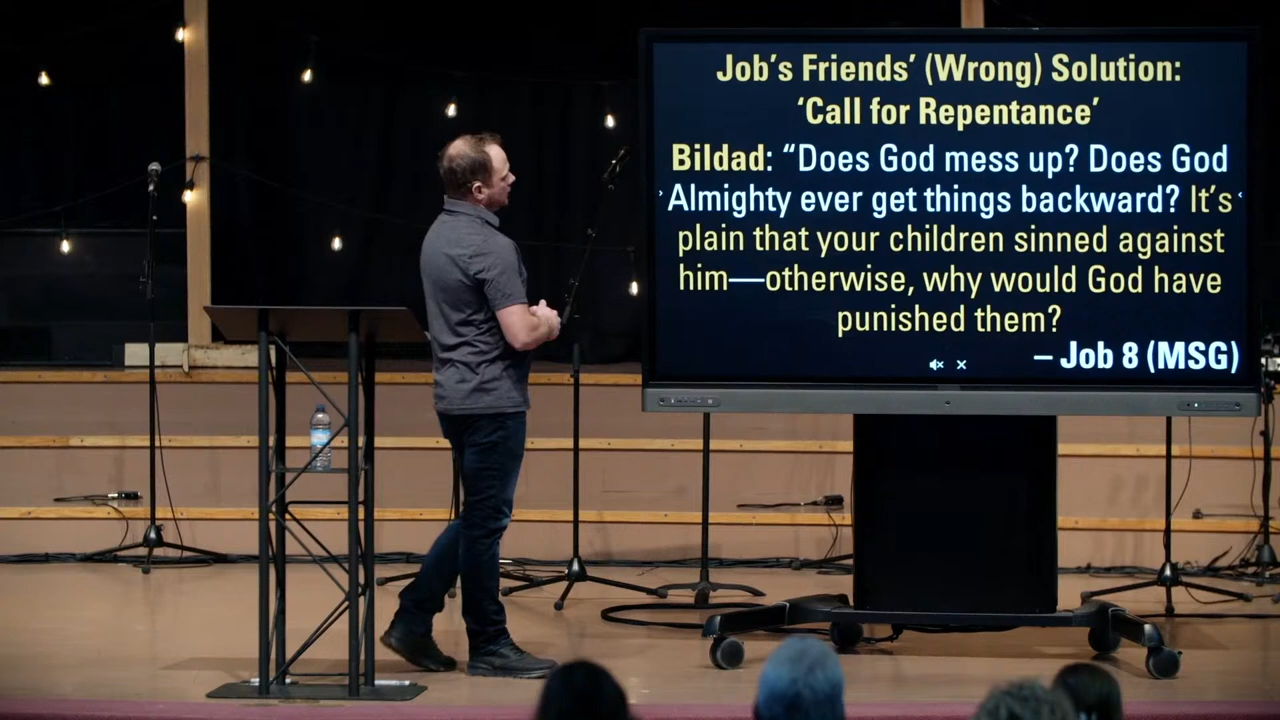 Job’s Friends’ (Wrong) Solution:
‘Call for Repentance’
Bildad: “Does God mess up? Does God
Almighty ever get things backward? It’s
plain that your children sinned against
him—otherwise, why would God have
punished them?
– Job 8 (MSG)